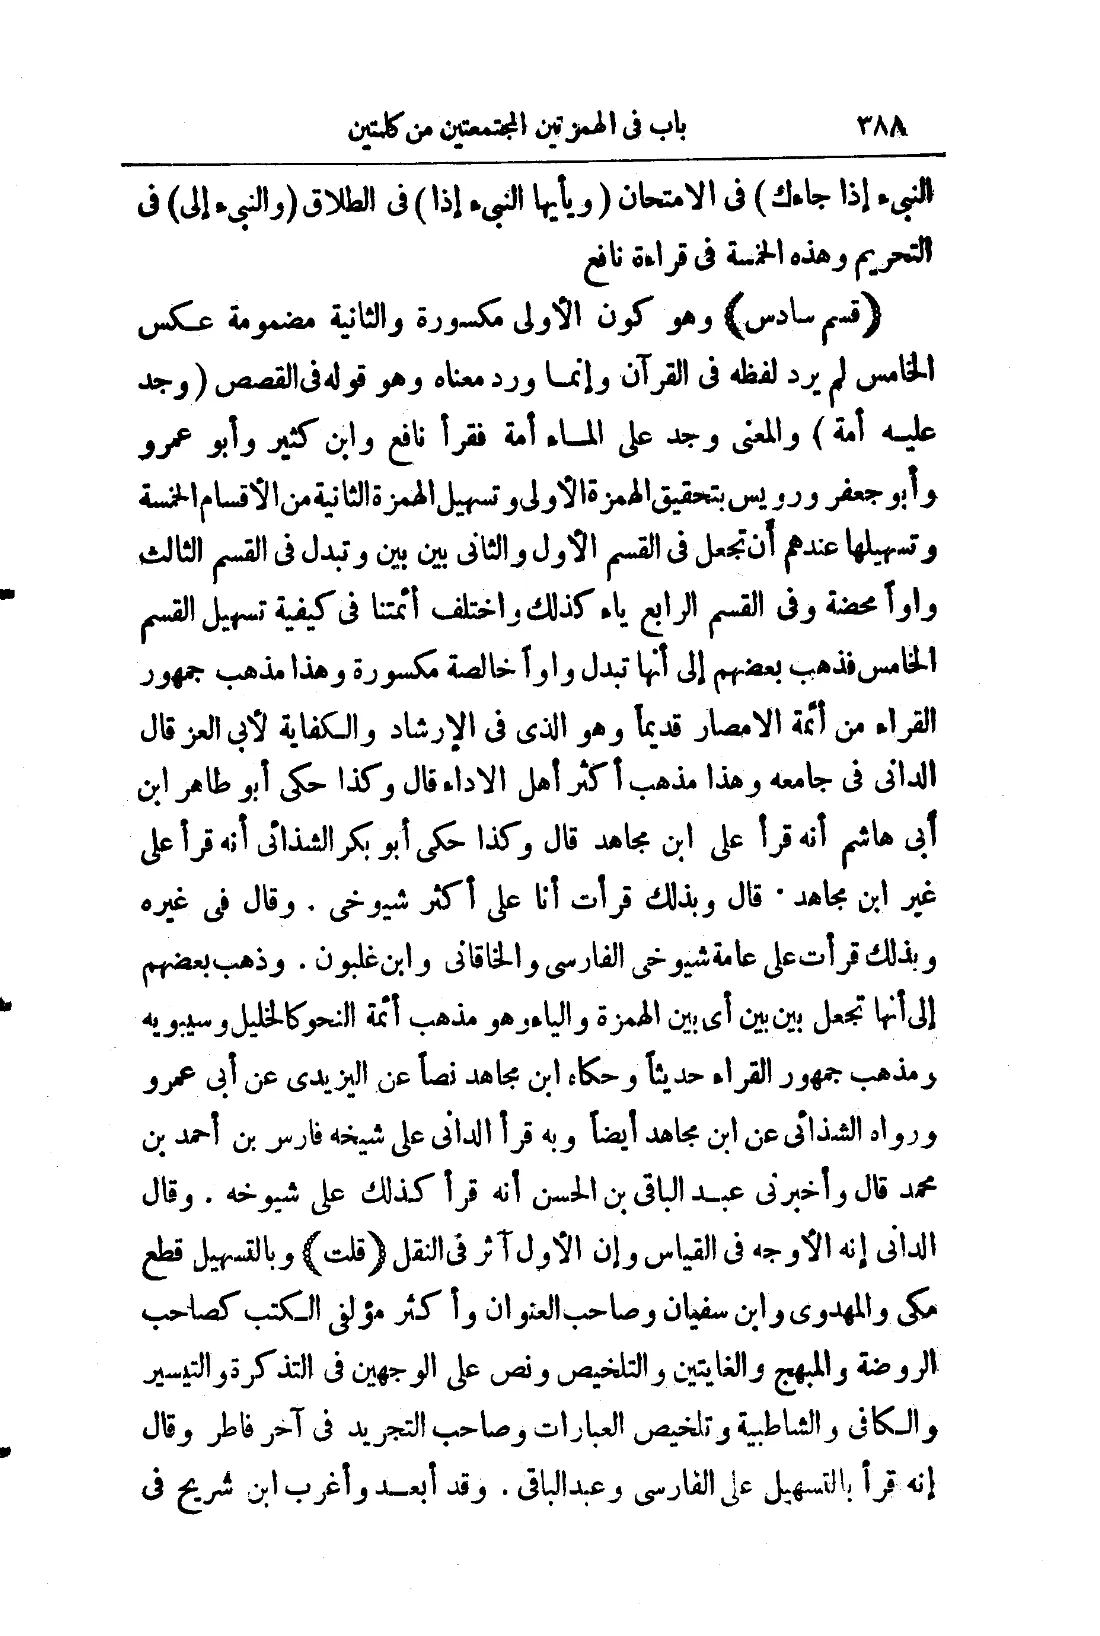 ٣٨٨ باب فى الهمزتين المجتمعتين من كلمتين
النبىء إذا جاءك ) فى الامتحان ( ويأيها النبىء إذا ) فى الطلاق (والنبىء إلى) فى
التحريم وهذه الخمسة فى قراءة نافع
(قسم سادس) وهو كون الأولى مكسورة والثانية مضمومة عكس
الخامس لم يرد لفظه فى القرآن وإنما ورد معناه وهو قوله فى القصص ( وجد
عليه أمة ) والمعنى وجد على الماء أمة فقرأ نافع وابن كثير وأبو عمرو
وأبو جعفر ورويس بتحقيق الهمزة الأولى وتسهيل الهمزة الثانية من الأقسام الخمسة
وتسهيلها عندهم أن تجعل فى القسم الأول والثانى بين بين وتبدل فى القسم الثالث
واواً محضة وفى القسم الرابع ياء كذلك واختلف أئمتنا فى كيفية تسهيل القسم
الخامس فذهب بعضهم إلى أنها تبدل واواً خالصة مكسورة وهذا مذهب جمهور
القراء من أئمة الامصار قديماً وهو الذى فى الإرشاد والكفاية لأبى العز قال
الدانى فى جامعه وهذا مذهب أكثر أهل الاداء قال وكذا حكى أبو طاهر ابن
أبى هاشم أنه قرأ على ابن مجاهد قال وكذا حكى أبو بكر الشذائى أنه قرأ على
غير ابن مجاهد . قال وبذلك قرأت أنا على أكثر شيوخى . وقال فى غيره
وبذلك قرأت على عامة شيوخى الفارسى والخاقانى وابن غلبون . وذهب بعضهم
إلى أنها تجعل بين بين أى بين الهمزة والياء وهو مذهب أئمة النحو كالخليل وسيبويه
ومذهب جمهور القراء حديثاً وحكاه ابن مجاهد نصاً عن اليزيدى عن أبى عمرو
ورواه الشذائى عن ابن مجاهد أيضاً وبه قرأ الدانى على شيخه فارس بن أحمد بن
محمد قال وأخبرنى عبد الباقى بن الحسن أنه قرأ كذلك على شيوخه . وقال
الدانى إنه الأوجه فى القياس وإن الأول آثر فى النقل (قلت) وبالتسهيل قطع
مكى والمهدوى وابن سفيان وصاحب العنوان وأكثر مؤلفى الكتب كصاحب
الروضة والمبهج والغايتين والتلخيص ونص على الوجهين فى التذكرة والتيسير
والكافى والشاطبية وتلخيص العبارات وصاحب التجريد فى آخر فاطر وقال
إنه قرأ بالتسهيل على الفارسى وعبدالباقى . وقد أبعد وأغرب ابن شريح فى